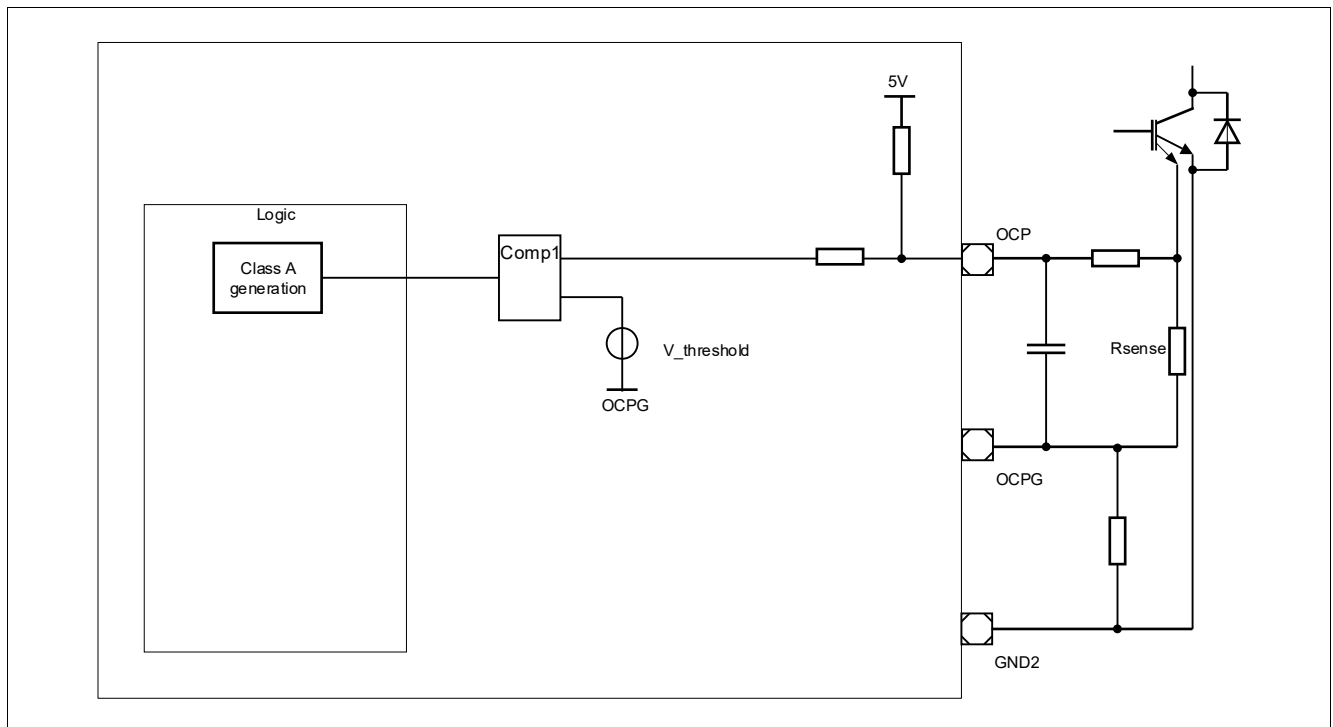 5V
OCP
Logic
Comp1
Class A
generation
V_threshold
Rsense
OCPG
OCPG
GND2